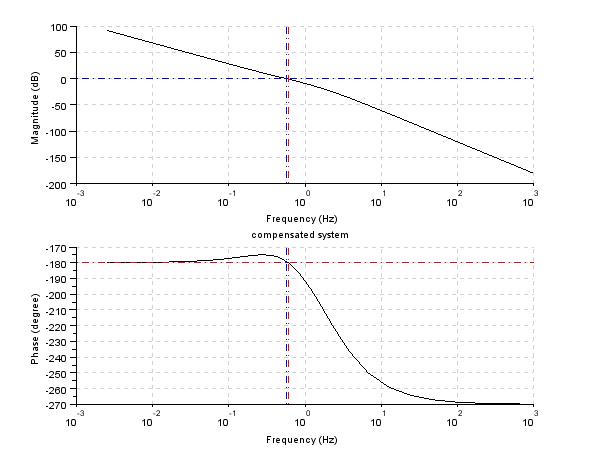 100
50
0
-50
-100
-150
-200
Magnitude (dB)
10 -3 10 -2 10 -1 10 0 10 1 10 2 10 3
Frequency (Hz)
compensated system
-170
-180
-190
-200
-210
-220
-230
-240
-250
-260
-270
Phase (degree)
10 -3 10 -2 10 -1 10 0 10 1 10 2 10 3
Frequency (Hz)